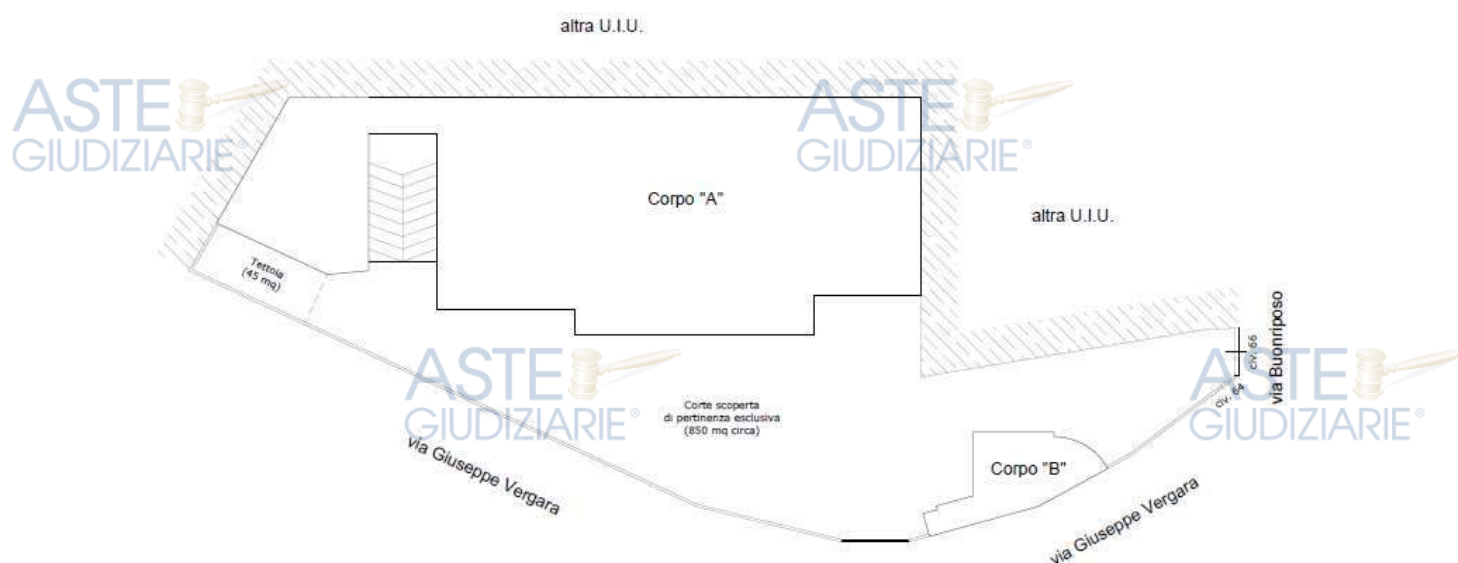 altra U.I.U.
ASTE
GIUDIZIARIE®
ASTE
GIUDIZIARIE®
Corpo "A"
altra U.I.U.
Tettoia
(45 mq)
via Buonriposo
civ. 66
civ. 64
ASTE
GIUDIZIARIE®
ASTE
GIUDIZIARIE®
Corte scoperta
di pertinenza esclusiva
(850 mq circa)
via Giuseppe Vergara
Corpo "B"
via Giuseppe Vergara